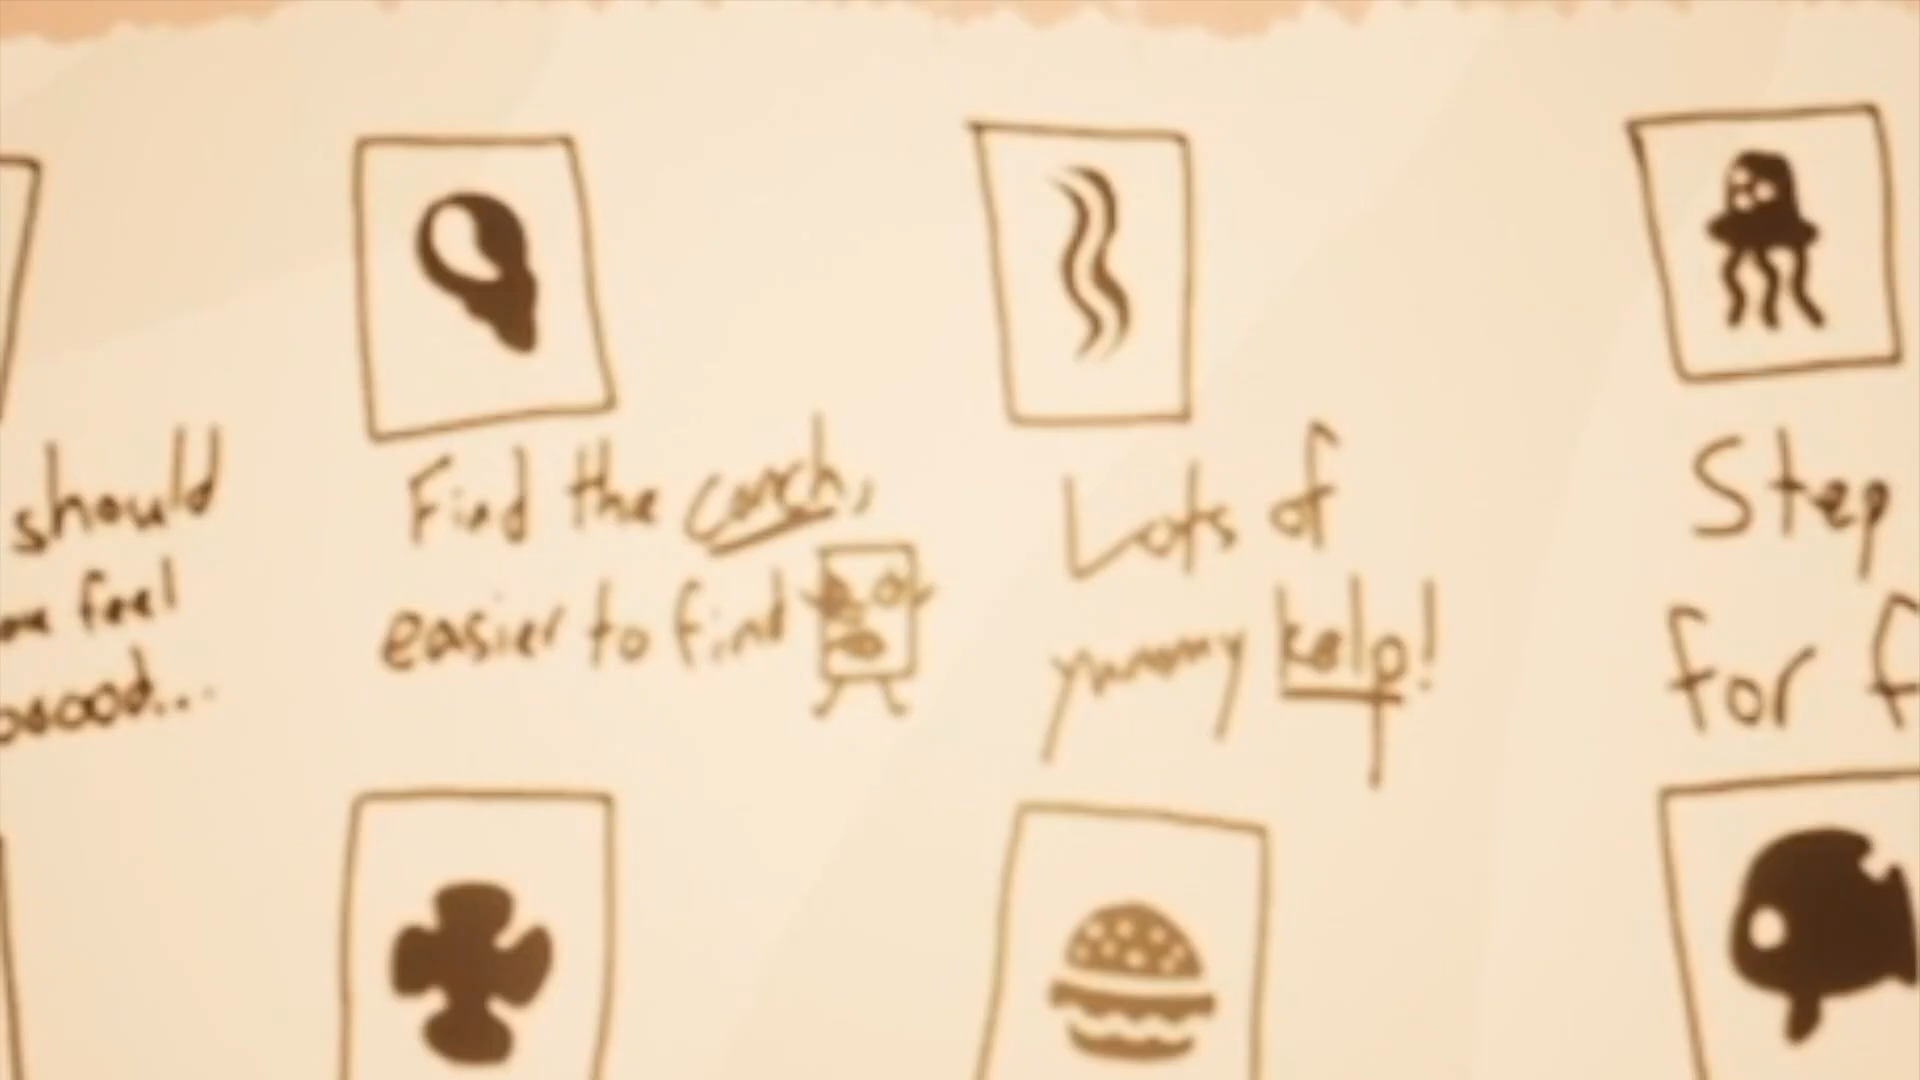 should
feel
Find the conch,
easier to find
Lots of
yummy kelp!
Step
for f